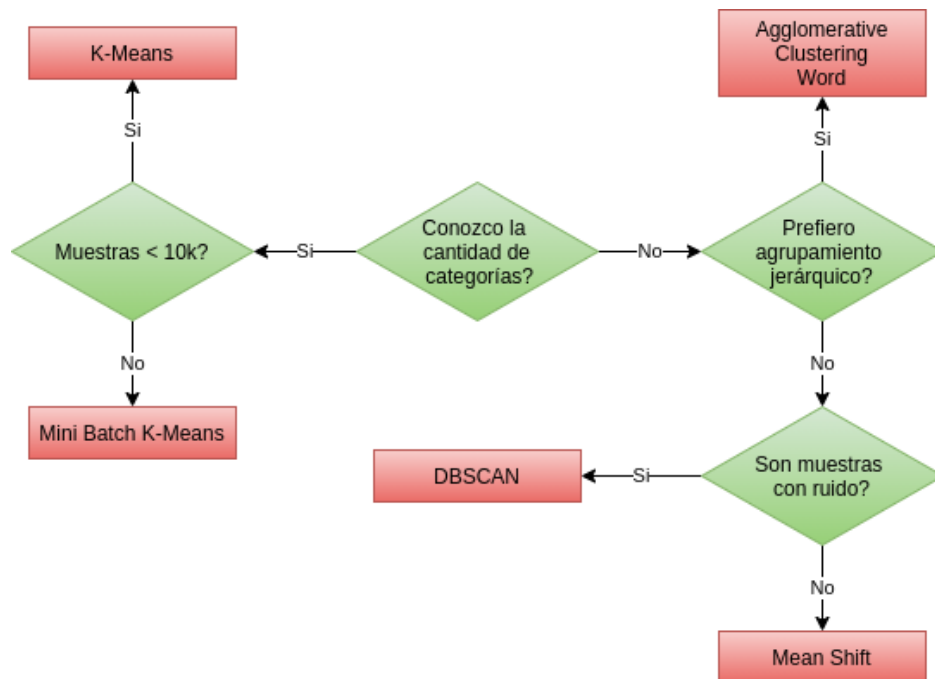 K-Means
Agglomerative
Clustering
Word
Si
Si
Muestras < 10k?
Si
Conozco la
cantidad de
categorías?
No
Prefiero
agrupamiento
jerárquico?
No
No
Mini Batch K-Means
DBSCAN
Si
Son muestras
con ruido?
No
Mean Shift